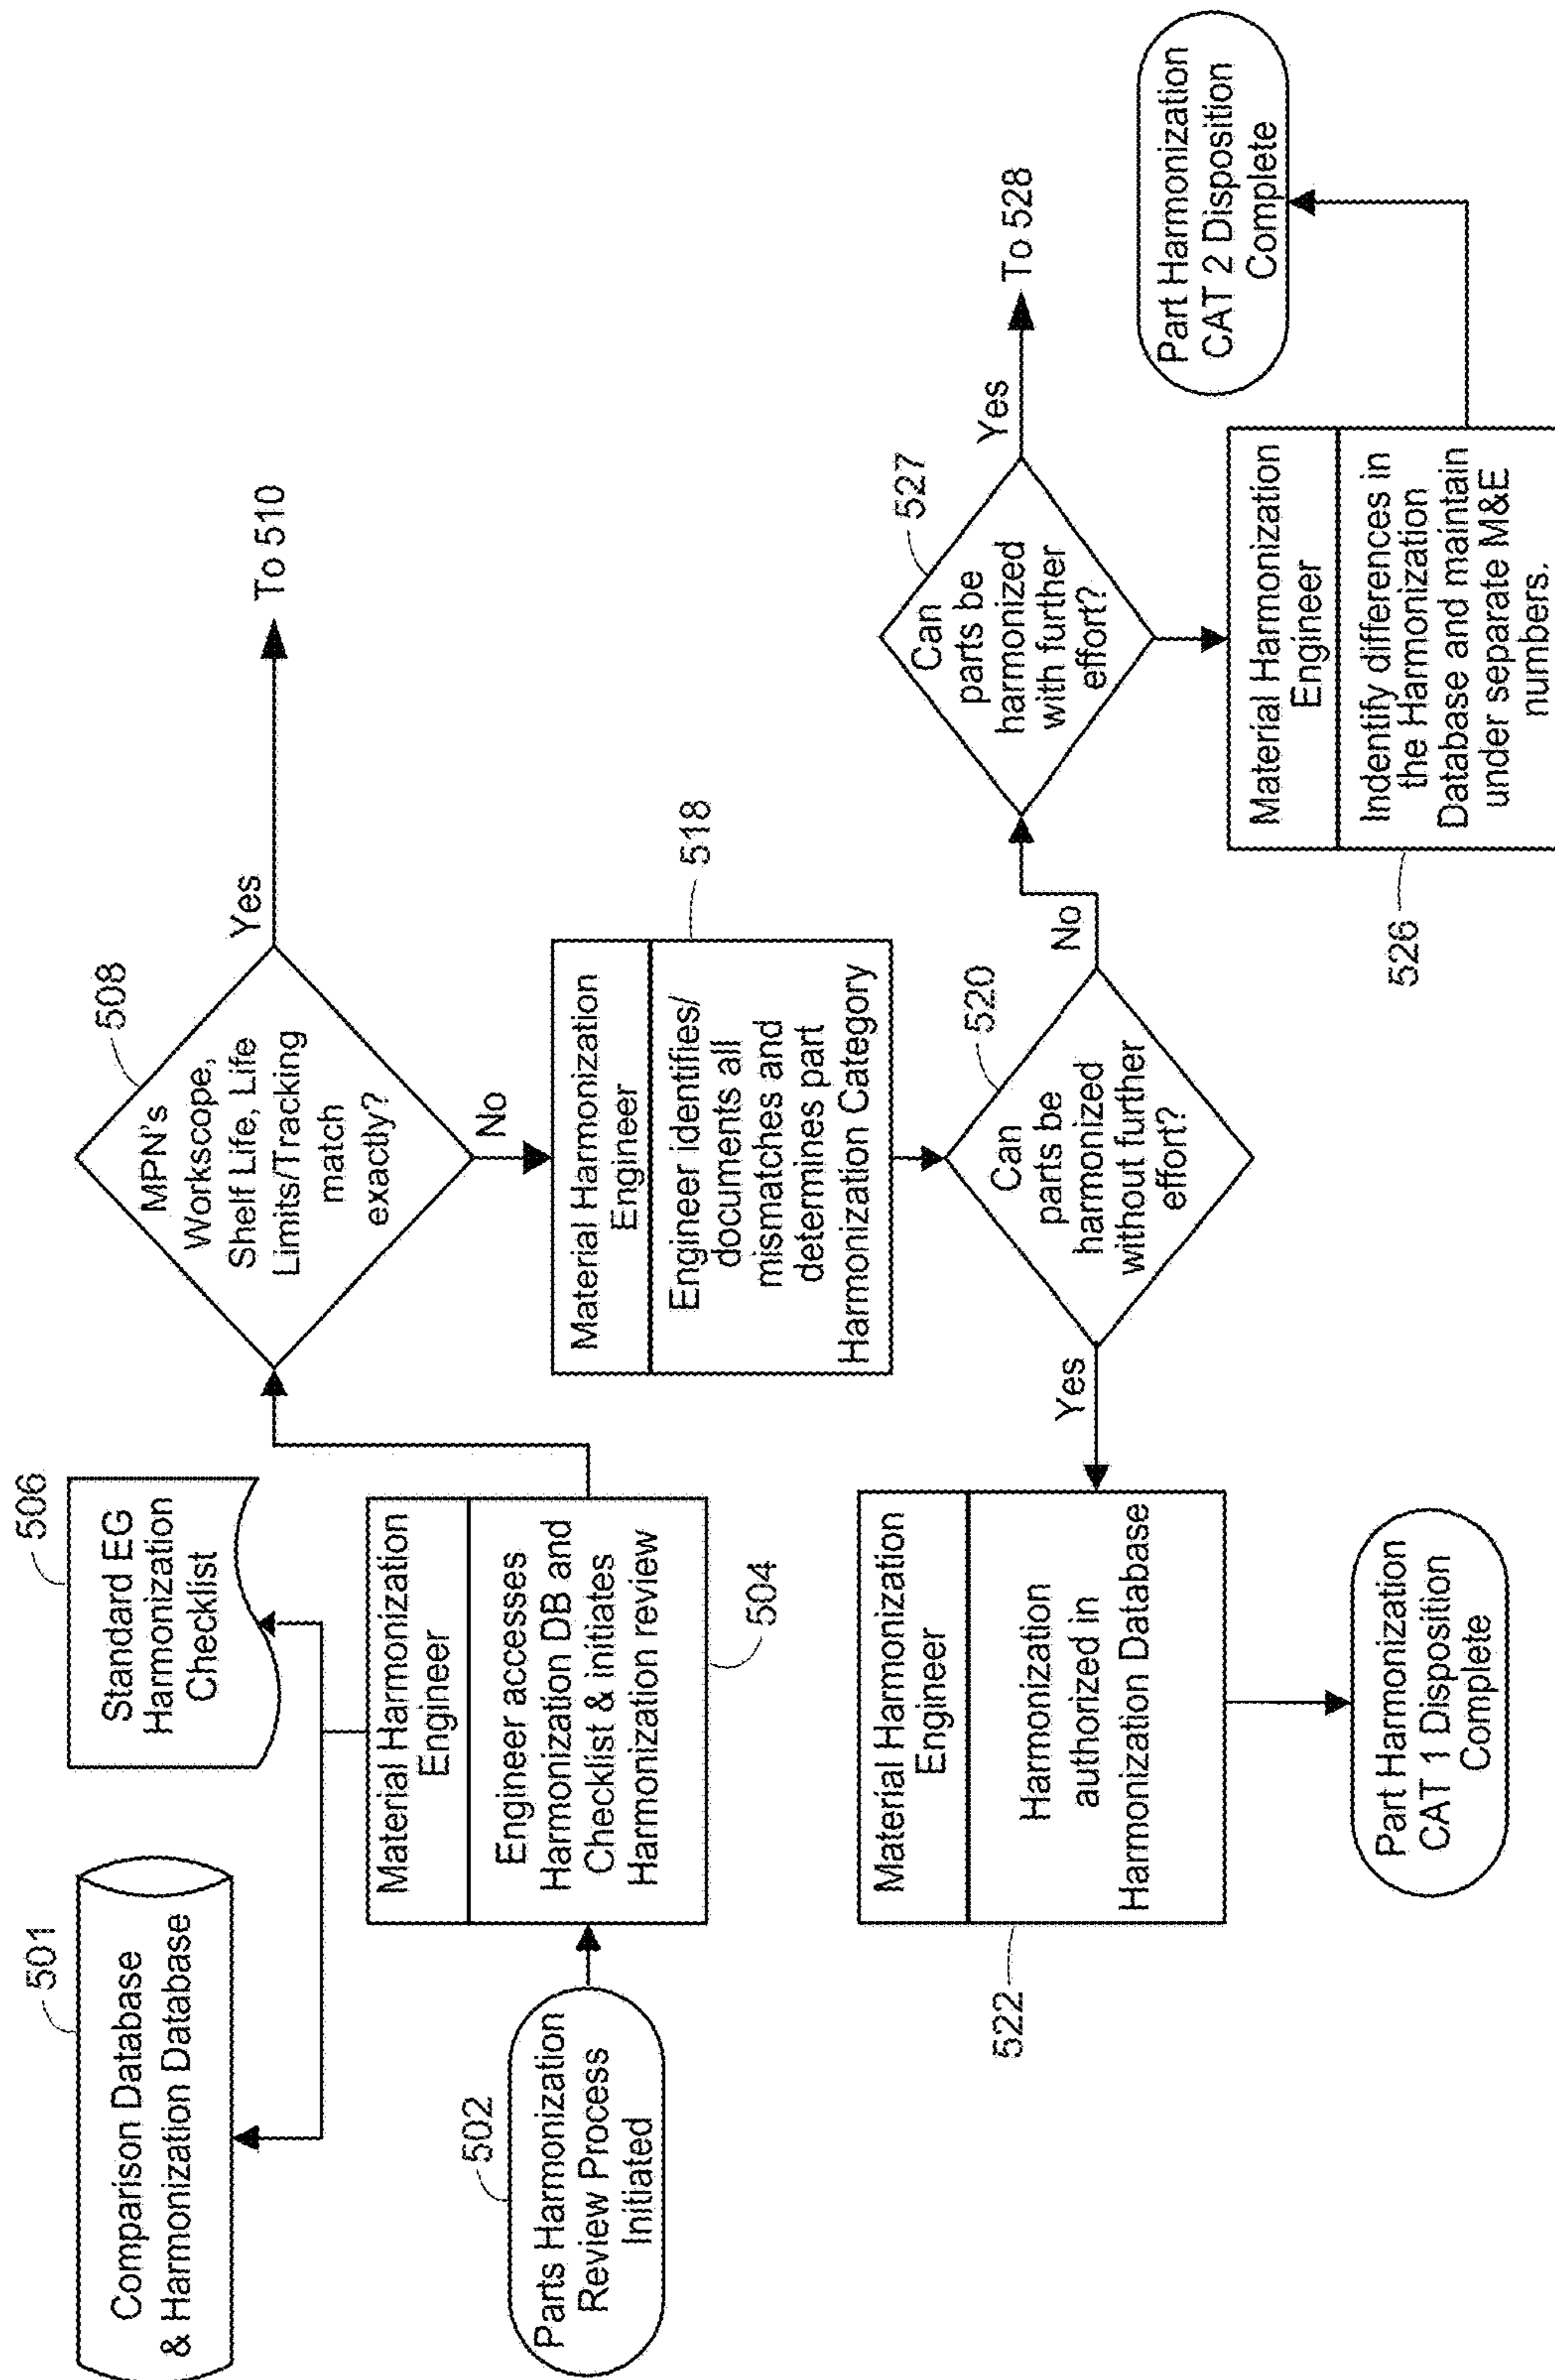 501
Comparison Database
& Harmonization Database
506
Standard EG
Harmonization
Checklist
502
Parts Harmonization
Review Process
Initiated
Material Harmonization
Engineer
Engineer accesses
Harmonization DB and
Checklist & initiates
Harmonization review
504
508
MPN's
Workscope,
Shelf Life, Life
Limits/Tracking
match
exactly?
Yes
To 510
No
Material Harmonization
Engineer
Engineer identifies/
documents all
mismatches and
determines part
Harmonization Category
518
520
Can
parts be
harmonized
without further
effort?
Yes
No
Material Harmonization
Engineer
Harmonization
authorized in
Harmonization Database
522
Part Harmonization
CAT 1 Disposition
Complete
527
Can
parts be
harmonized
with further
effort?
Yes
To 528
Material Harmonization
Engineer
Indentify differences in
the Harmonization
Database and maintain
under separate M&E
numbers.
526
Part Harmonization
CAT 2 Disposition
Complete